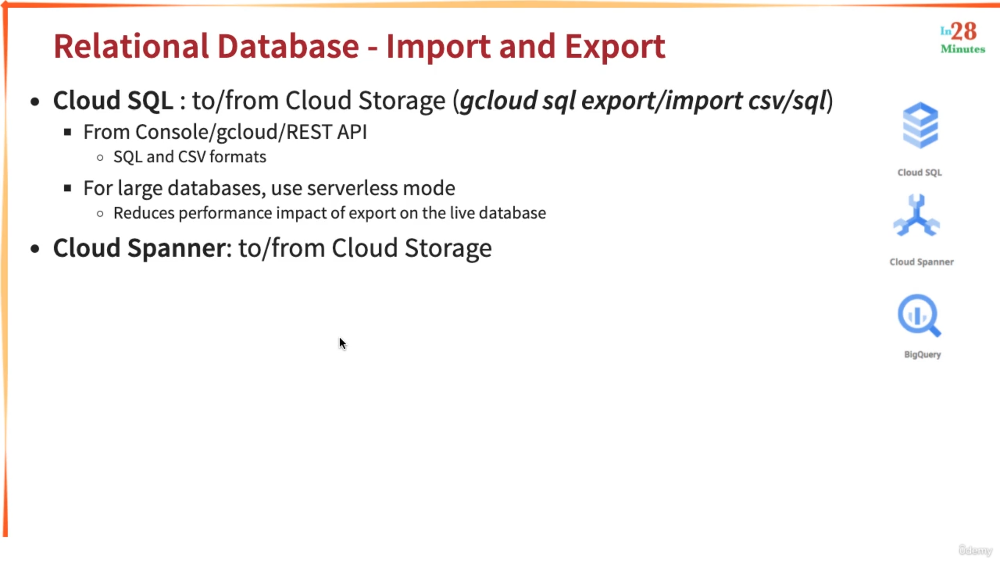 Relational Database - Import and Export
In28
Minutes
• Cloud SQL : to/from Cloud Storage (gcloud sql export/import csv/sql)
▪ From Console/gcloud/REST API
○ SQL and CSV formats
▪ For large databases, use serverless mode
○ Reduces performance impact of export on the live database
• Cloud Spanner: to/from Cloud Storage
Cloud SQL
Cloud Spanner
BigQuery
ûdemy